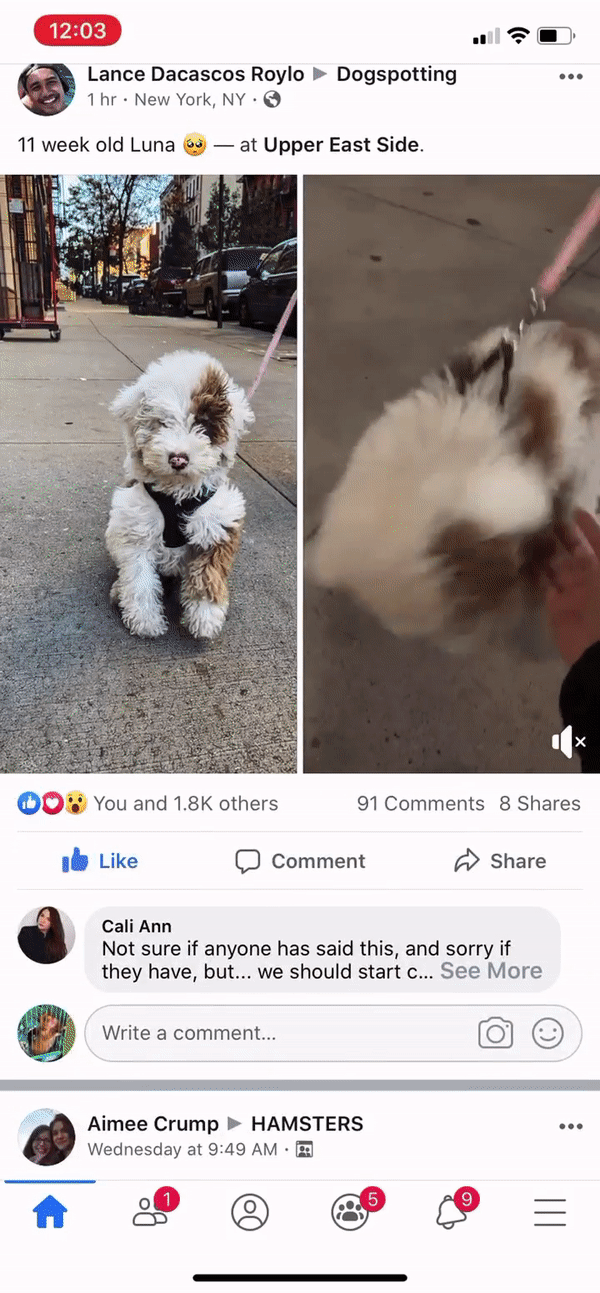 12:03
Lance Dacascos Roylo ▶ Dogspotting
1 hr · New York, NY ·
11 week old Luna 🥺 — at Upper East Side.
You and 1.8K others 91 Comments 8 Shares
Like Comment Share
Cali Ann
Not sure if anyone has said this, and sorry if
they have, but... we should start c... See More
Write a comment...
Aimee Crump ▶ HAMSTERS
Wednesday at 9:49 AM ·
1 5 9